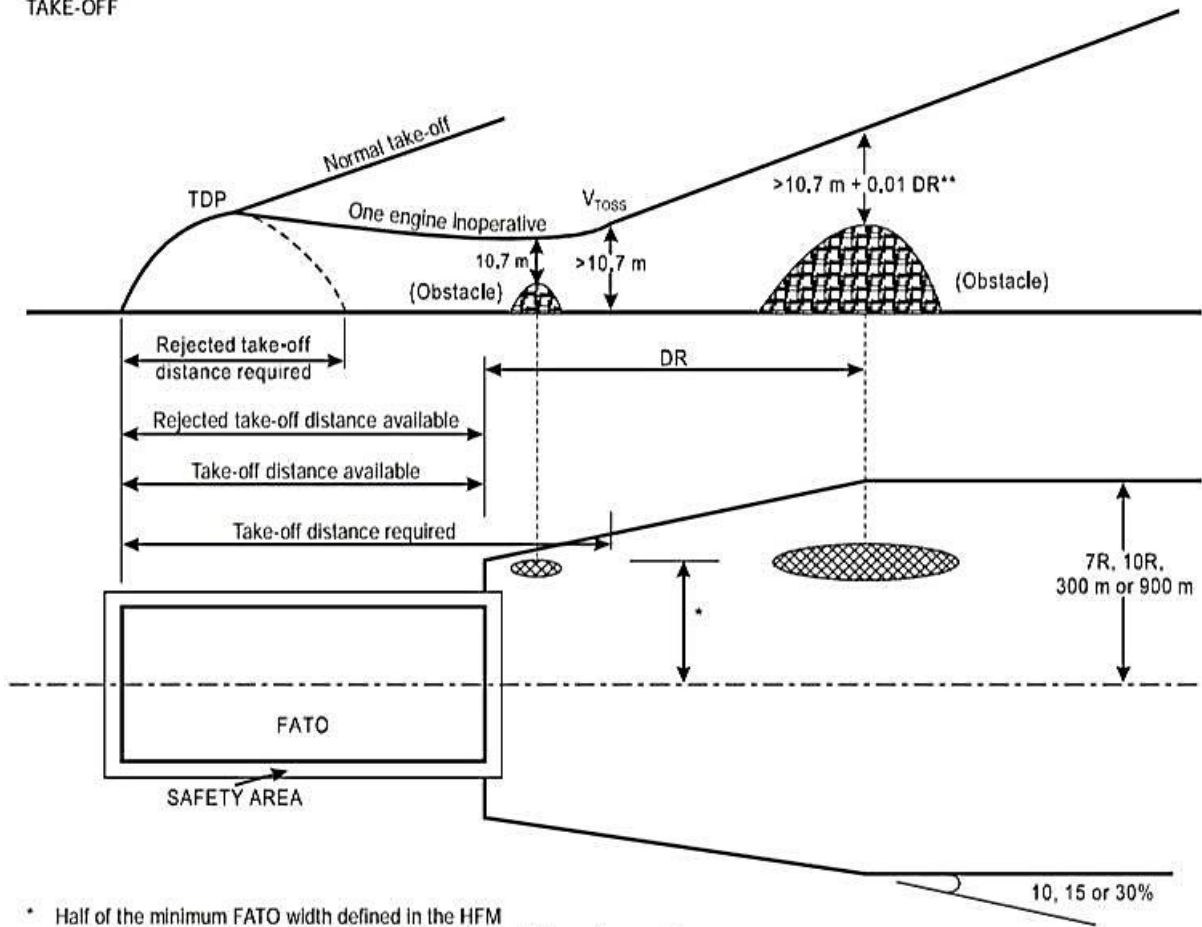 TAKE-OFF
Normal take-off
TDP
One engine Inoperative
V TOSS
>10.7 m + 0.01 DR**
10.7 m
>10.7 m
(Obstacle)
(Obstacle)
Rejected take-off
distance required
DR
Rejected take-off distance available
Take-off distance available
Take-off distance required
7R, 10R,
300 m or 900 m
*
FATO
SAFETY AREA
10, 15 or 30%
* Half of the minimum FATO width defined in the HFM